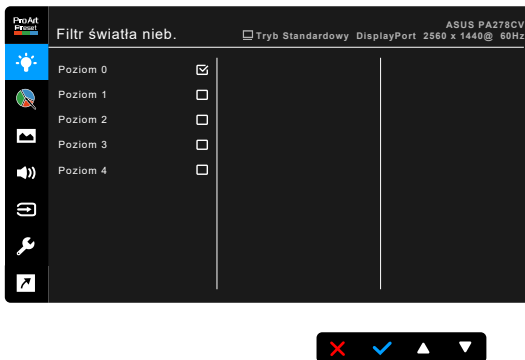 ProArt
Preset
Filtr światła nieb.
ASUS PA278CV
Tryb Standardowy DisplayPort 2560 x 1440@ 60Hz
Poziom 0
Poziom 1
Poziom 2
Poziom 3
Poziom 4